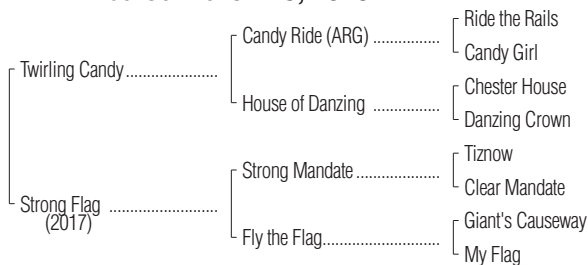 Ride the Rails
Candy Ride (ARG)
Candy Girl
Twirling Candy
Chester House
House of Danzing
Danzing Crown
Tiznow
Strong Mandate
Clear Mandate
Strong Flag
(2017)
Giant's Causeway
Fly the Flag
My Flag